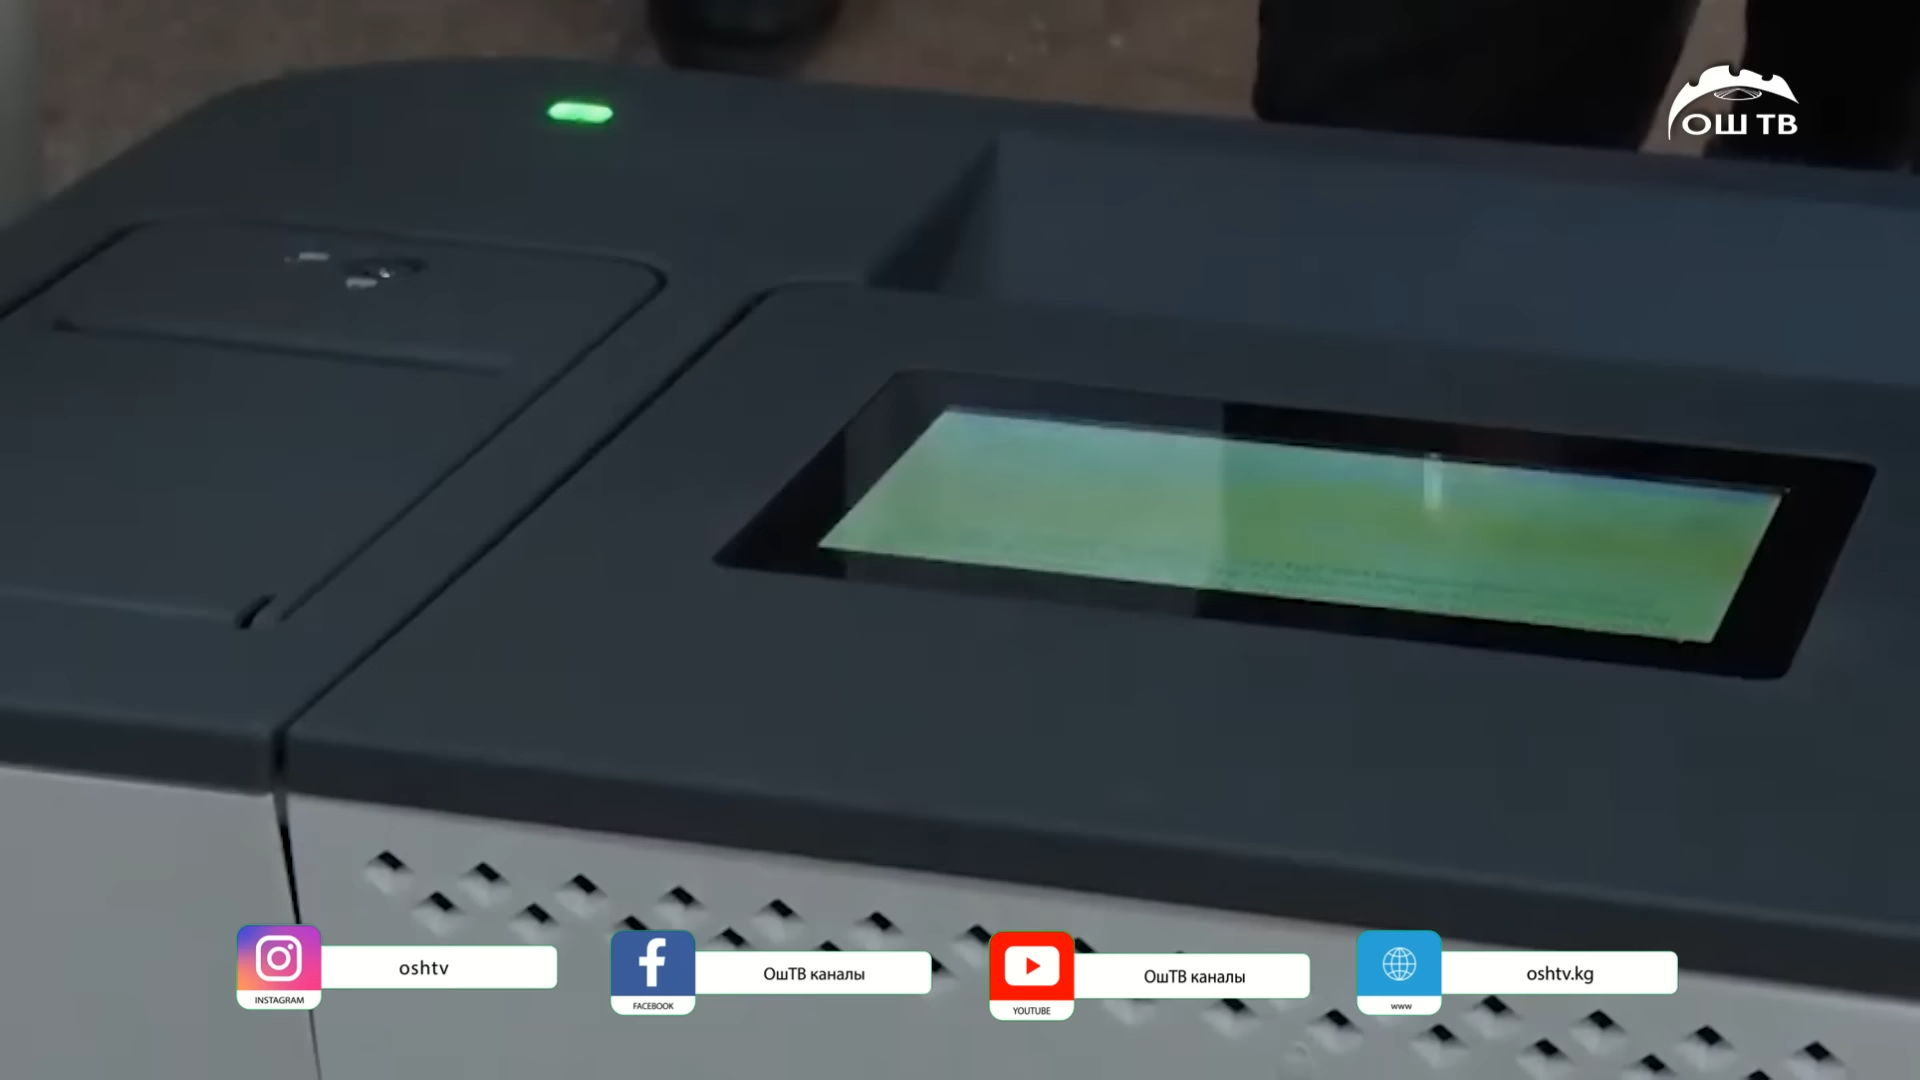 ОШ ТВ
oshtv
INSTAGRAM
ОшТВ каналы
FACEBOOK
ОшТВ каналы
YOUTUBE
oshtv.kg
www